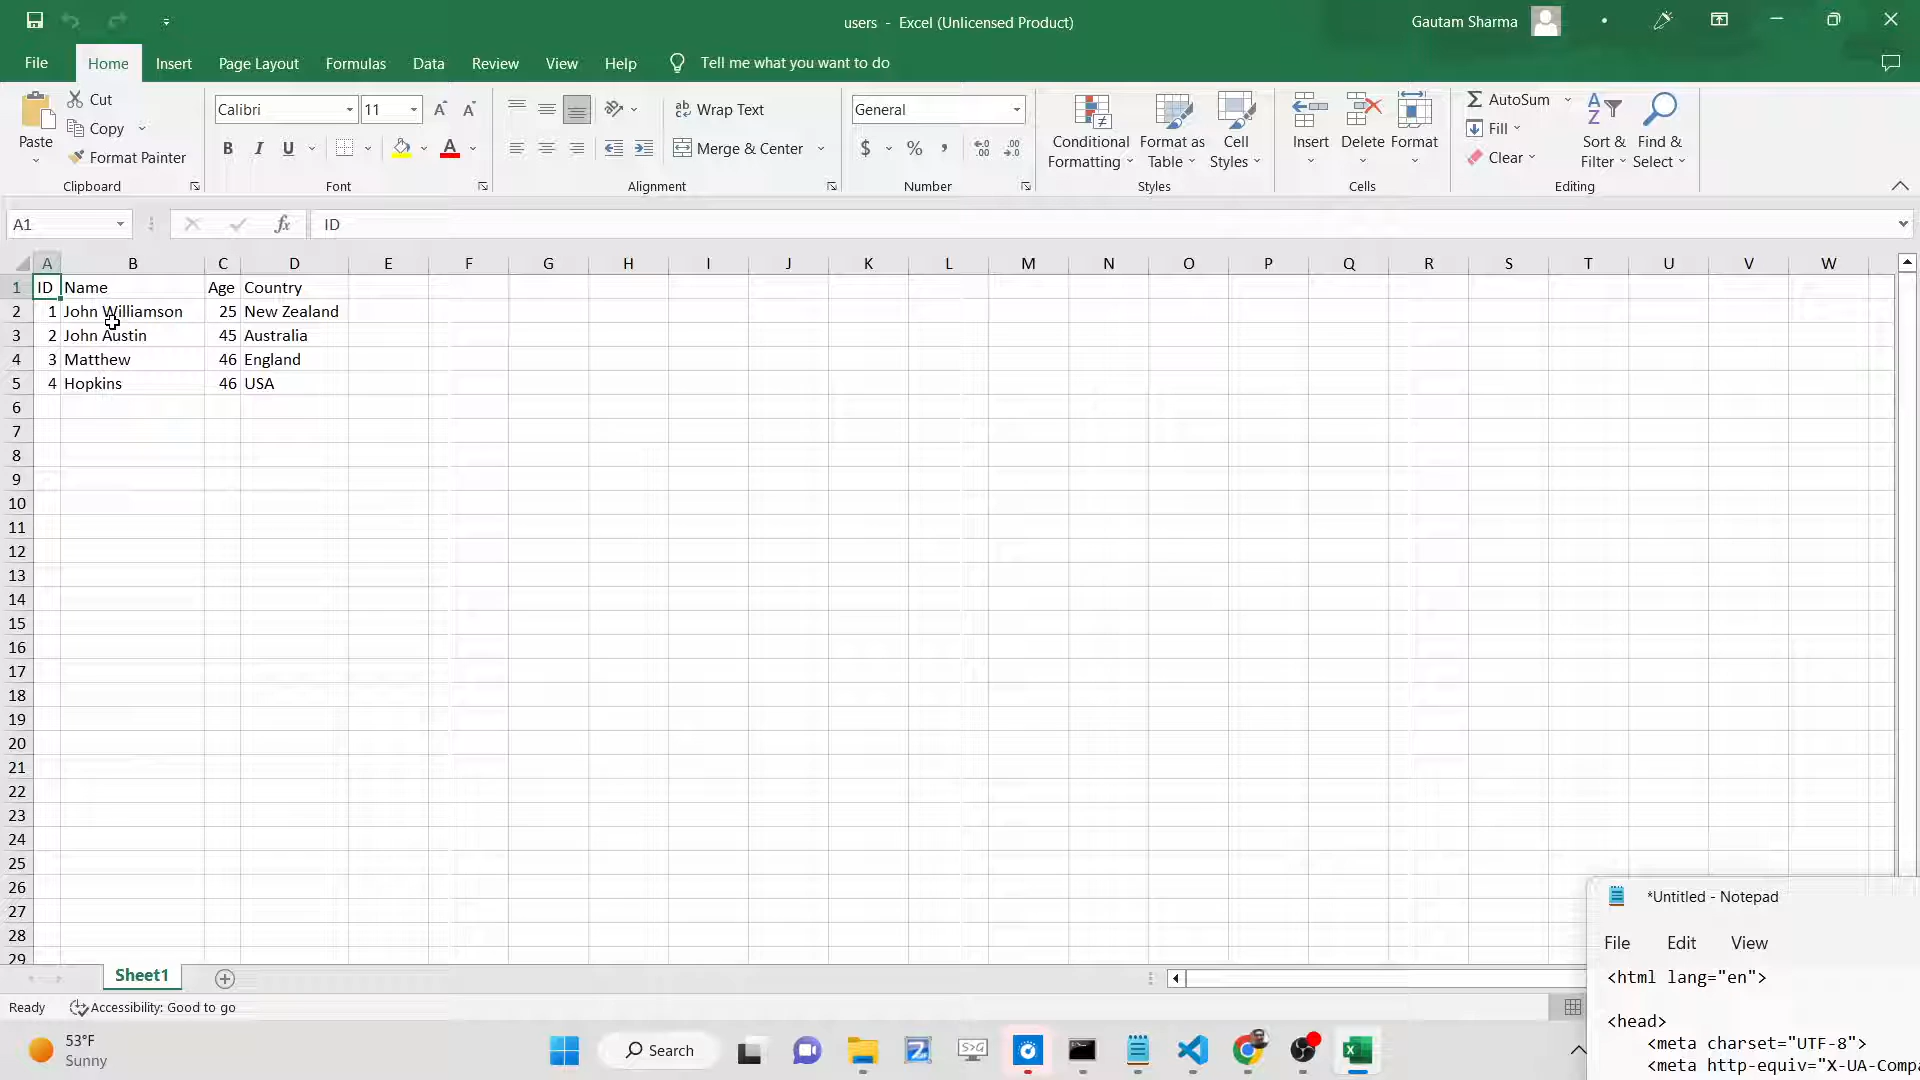 users - Excel (Unlicensed Product)
Gautam Sharma
File Home Insert Page Layout Formulas Data Review View Help Tell me what you want to do
Paste
Cut
Copy
Format Painter
Clipboard
Calibri 11
B I U A
Font
ab Wrap Text
Merge & Center
Alignment
General
$ % ,
Number
Conditional Formatting
Format as Table
Cell Styles
Styles
Insert
Delete
Format
Cells
AutoSum
Fill
Clear
Sort & Filter
Find & Select
Editing
A1 fx ID
A B C D E F G H I J K L M N O P Q R S T U V W
1 ID Name Age Country
2 1 John Williamson 25 New Zealand
3 2 John Austin 45 Australia
4 3 Matthew 46 England
5 4 Hopkins 46 USA
6
7
8
9
10
11
12
13
14
15
16
17
18
19
20
21
22
23
24
25
26
27
28
29
Sheet1
Ready Accessibility: Good to go
*Untitled - Notepad
File Edit View
<html lang="en">
<head>
<meta charset="UTF-8">
<meta http-equiv="X-UA-Compa
53°F
Sunny
Search